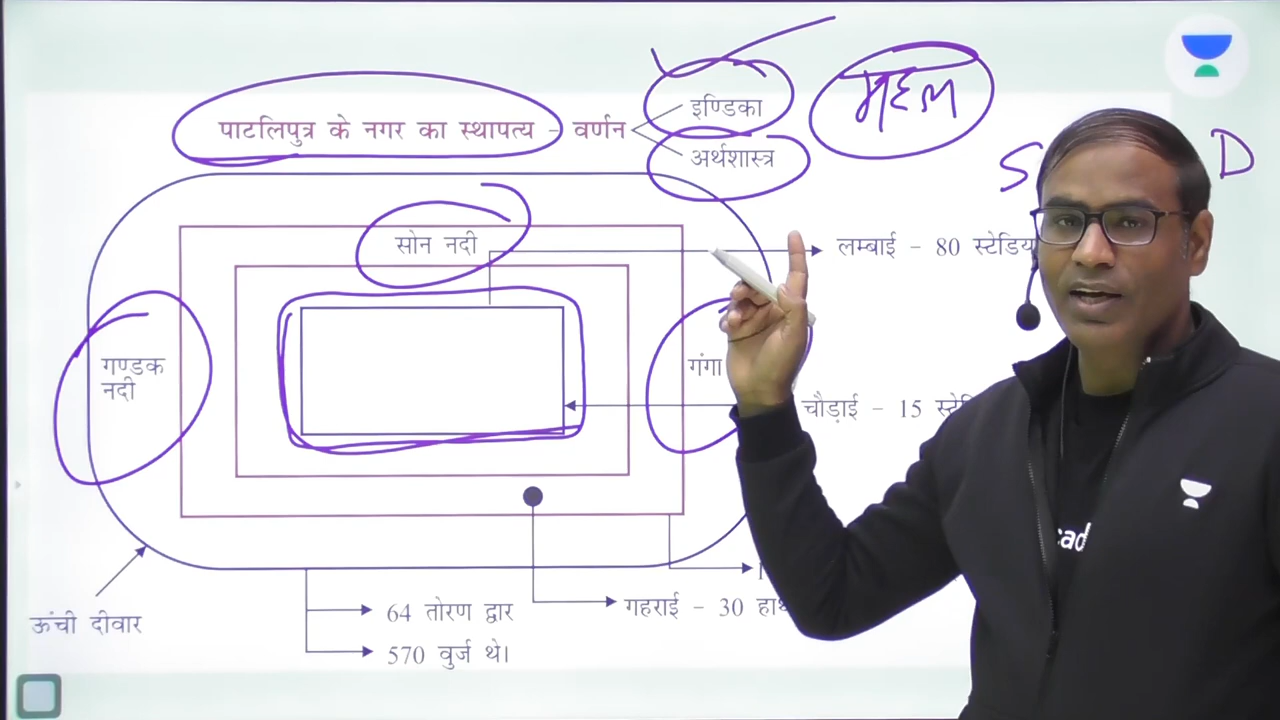 महल
इण्डिका
पाटलिपुत्र के नगर का स्थापत्य - वर्णन
अर्थशास्त्र
S D
सोन नदी
लम्बाई - 80
गण्डक
नदी
गंगा
चौड़ाई - 15
64 तोरण द्वार
गहराई - 30
ऊंची दीवार
570 वुर्ज थे।